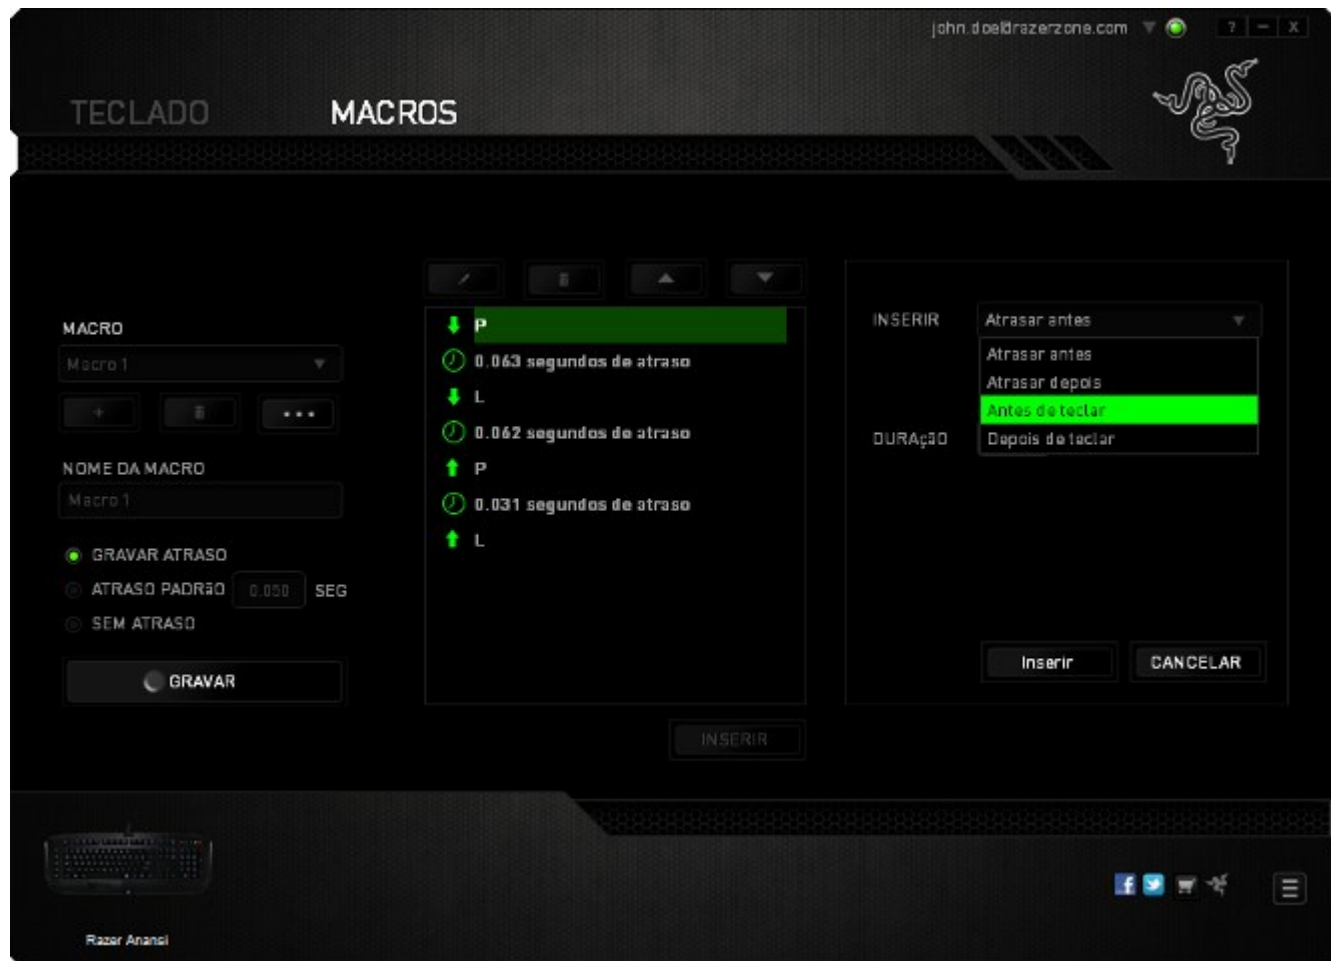 john.doe@razerzone.com
? – X
TECLADO MACROS
MACRO
Macro 1
NOME DA MACRO
Macro 1
GRAVAR ATRASO
ATRASO PADRãO 0.050 SEG
SEM ATRASO
GRAVAR
P
0.063 segundos de atraso
L
0.062 segundos de atraso
P
0.031 segundos de atraso
L
INSERIR
INSERIR Atrasar antes
Atrasar antes
Atrasar depois
Antes de teclar
Depois de teclar
DURAçãO
Inserir CANCELAR
Razer Anansi